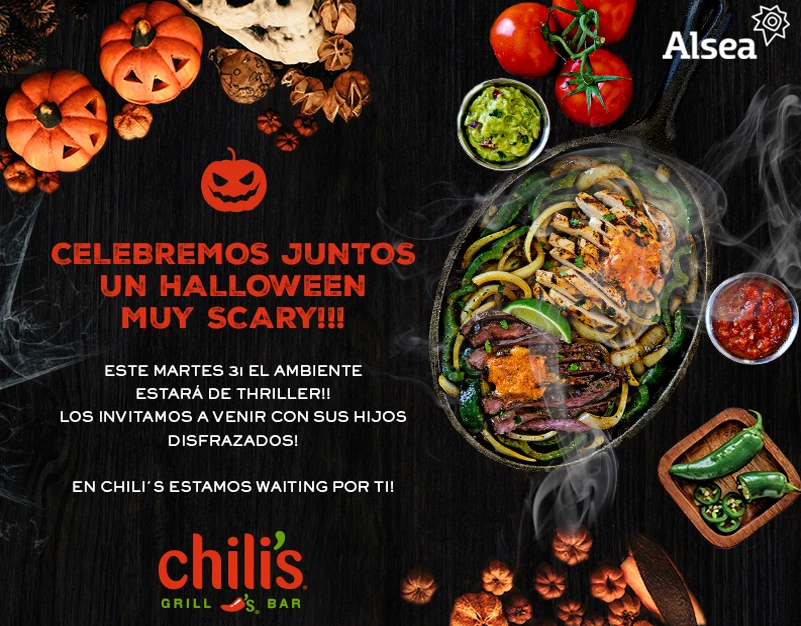 Alsea
CELEBREMOS JUNTOS
UN HALLOWEEN
MUY SCARY!!!
ESTE MARTES 31 EL AMBIENTE
ESTARÁ DE THRILLER!!
LOS INVITAMOS A VENIR CON SUS HIJOS
DISFRAZADOS!
EN CHILI´S ESTAMOS WAITING POR TI!
chili's
GRILL 'S® BAR